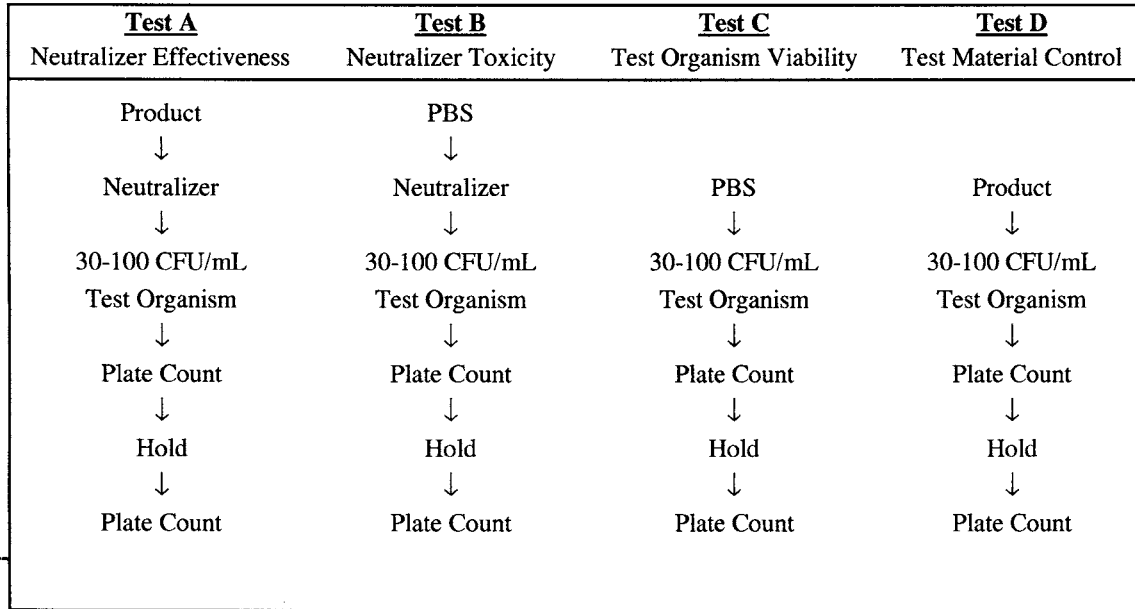 Test A Test B Test C Test D
Neutralizer Effectiveness Neutralizer Toxicity Test Organism Viability Test Material Control
Product PBS
↓ ↓
Neutralizer Neutralizer PBS Product
↓ ↓ ↓ ↓
30-100 CFU/mL 30-100 CFU/mL 30-100 CFU/mL 30-100 CFU/mL
Test Organism Test Organism Test Organism Test Organism
↓ ↓ ↓ ↓
Plate Count Plate Count Plate Count Plate Count
↓ ↓ ↓ ↓
Hold Hold Hold Hold
↓ ↓ ↓ ↓
Plate Count Plate Count Plate Count Plate Count